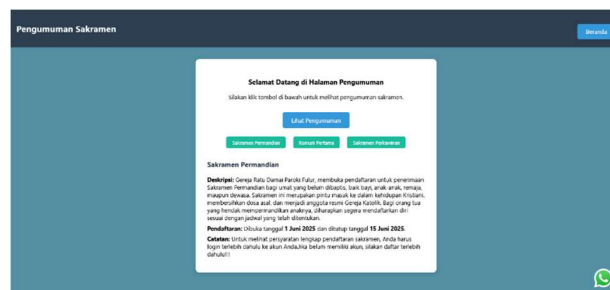 Pengumuman Sakramen
Beranda
Selamat Datang di Halaman Pengumuman
Silakan klik tombol di bawah untuk melihat pengumuman sakramen.
Lihat Pengumuman
Sakramen Permandian Komuni Pertama Sakramen Perkawinan
Sakramen Permandian
Deskripsi: Gereja Ratu Damai Paroki Fulur, membuka pendaftaran untuk penerimaan
Sakramen Permandian bagi umat yang belum dibaptis, baik bayi, anak-anak, remaja,
maupun dewasa. Sakramen ini merupakan pintu masuk ke dalam kehidupan Kristiani,
membersihkan dosa asal, dan menjadi anggota resmi Gereja Katolik. Bagi orang tua
yang hendak mempermandikan anaknya, diharapkan segera mendaftarkan diri
sesuai dengan jadwal yang telah ditentukan.
Pendaftaran: Dibuka tanggal 1 Juni 2025 dan ditutup tanggal 15 Juni 2025.
Catatan: Untuk melihat persyaratan lengkap pendaftaran sakramen, Anda harus
login terlebih dahulu ke akun Anda,Jika belum memiliki akun, silakan daftar terlebih
dahulu!!!